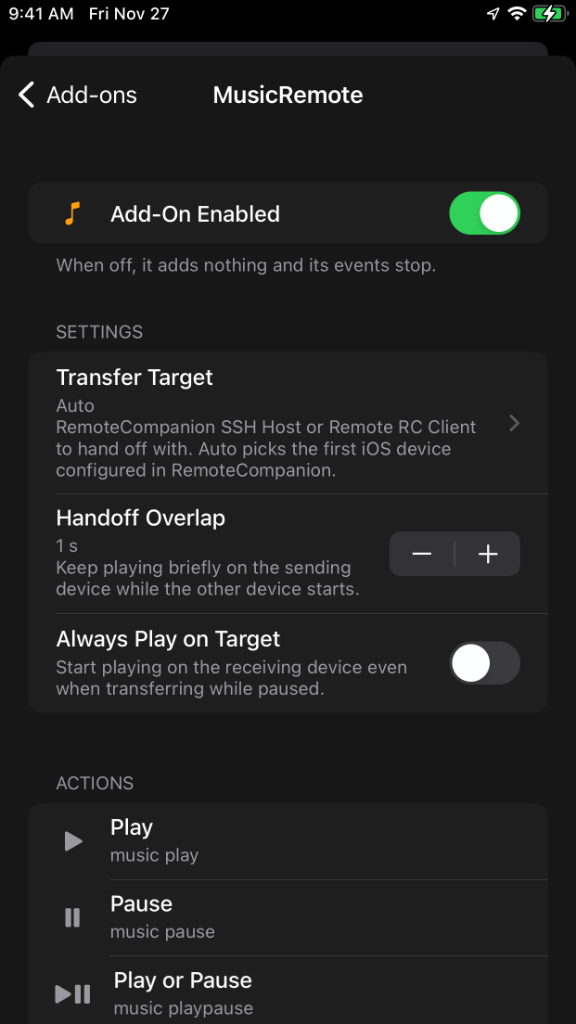 9:41 AM Fri Nov 27
Add-ons
MusicRemote
Add-On Enabled
When off, it adds nothing and its events stop.
SETTINGS
Transfer Target
Auto
RemoteCompanion SSH Host or Remote RC Client
to hand off with. Auto picks the first iOS device
configured in RemoteCompanion.
Handoff Overlap
1 s
Keep playing briefly on the sending
device while the other device starts.
Always Play on Target
Start playing on the receiving device even
when transferring while paused.
ACTIONS
Play
music play
Pause
music pause
Play or Pause
music playpause